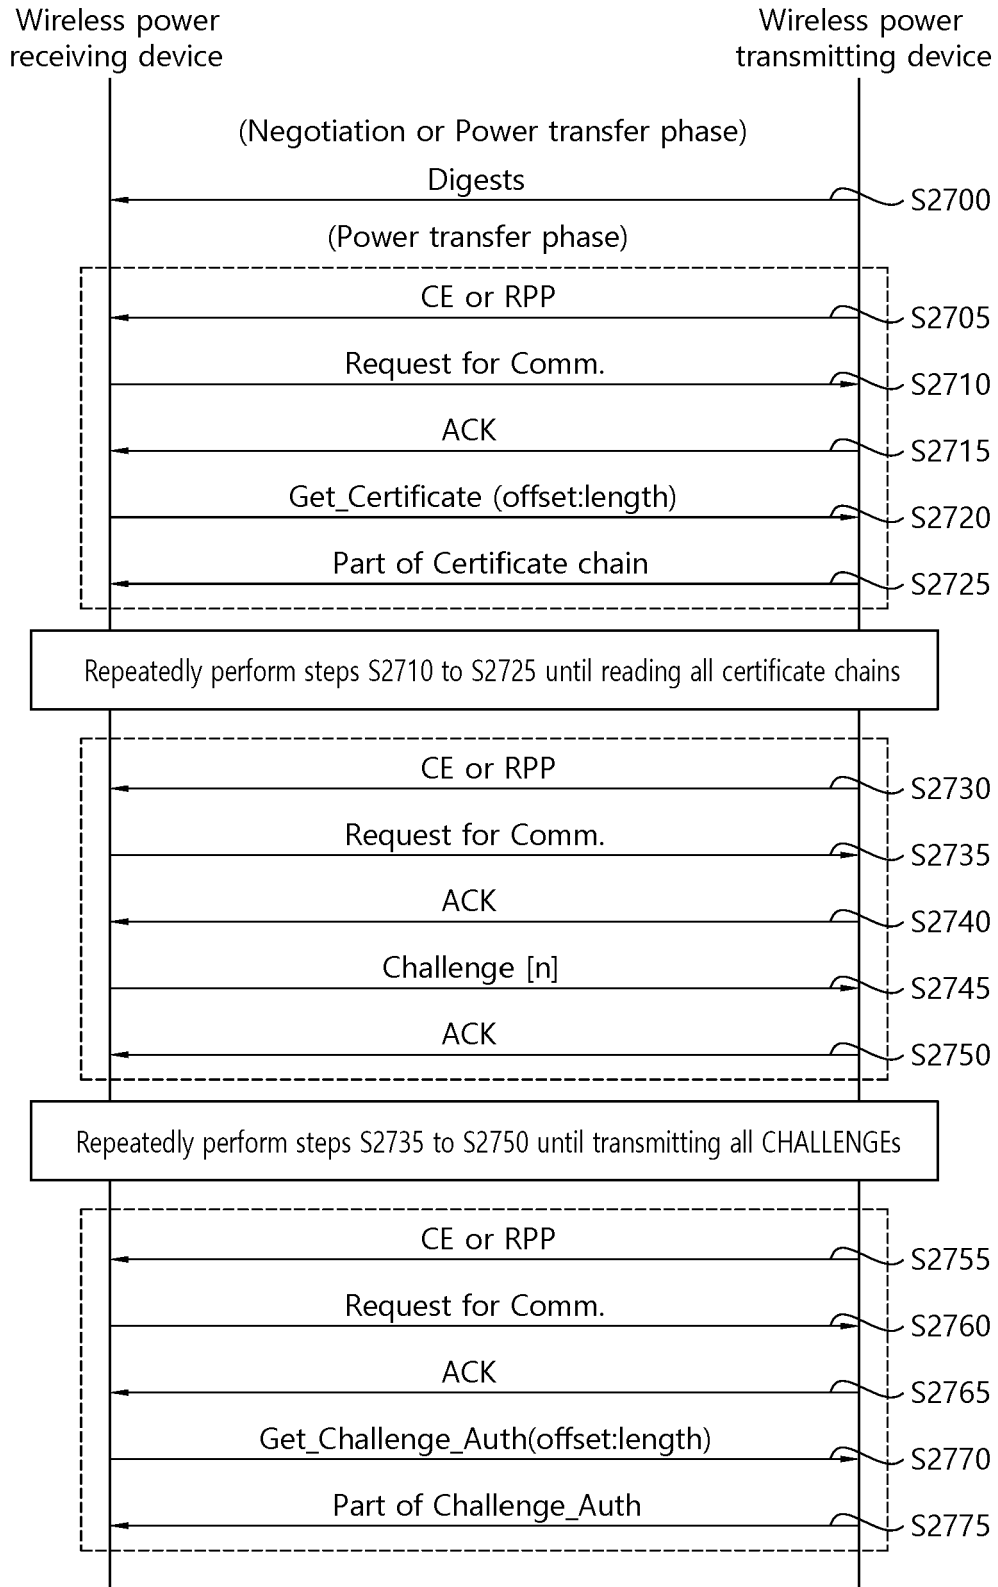 Wireless power receiving device
Wireless power transmitting device
(Negotiation or Power transfer phase)
Digests
S2700
(Power transfer phase)
CE or RPP
S2705
Request for Comm.
S2710
ACK
S2715
Get_Certificate (offset:length)
S2720
Part of Certificate chain
S2725
Repeatedly perform steps S2710 to S2725 until reading all certificate chains
CE or RPP
S2730
Request for Comm.
S2735
ACK
S2740
Challenge [n]
S2745
ACK
S2750
Repeatedly perform steps S2735 to S2750 until transmitting all CHALLENGEs
CE or RPP
S2755
Request for Comm.
S2760
ACK
S2765
Get_Challenge_Auth(offset:length)
S2770
Part of Challenge_Auth
S2775